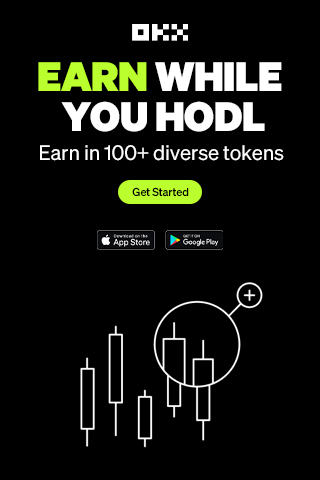 OKX
EARN WHILE
YOU HODL
Earn in 100+ diverse tokens
Get Started
Download on the
App Store
GET IT ON
Google Play